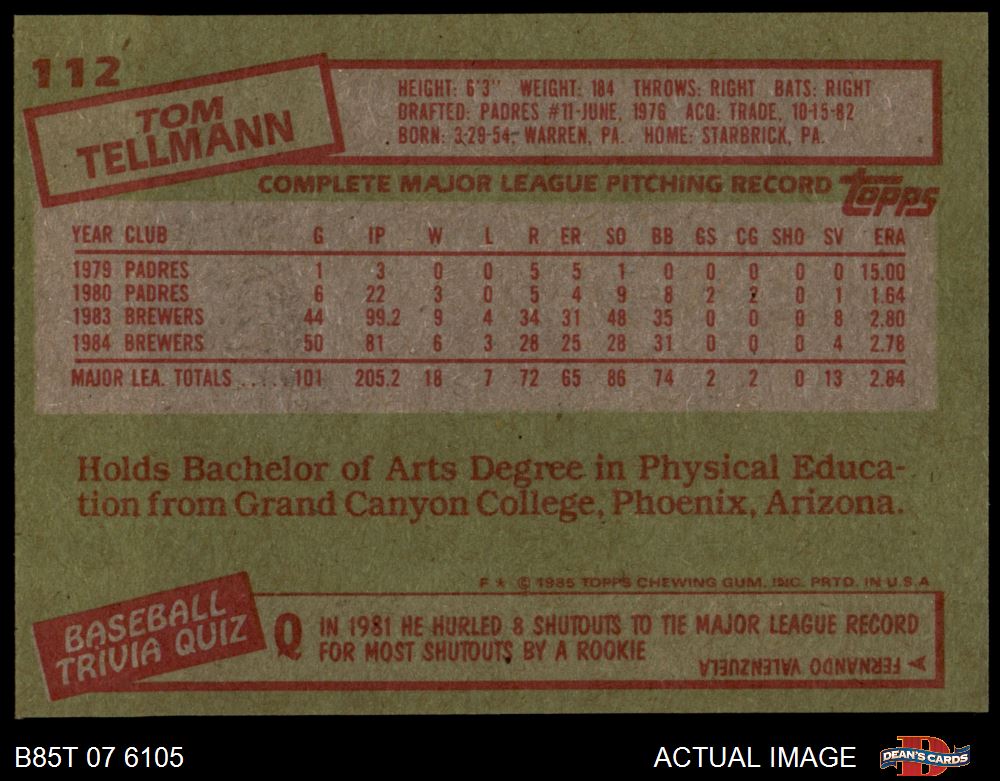 112
TOM
TELLMANN
HEIGHT: 6'3" WEIGHT: 184 THROWS: RIGHT BATS: RIGHT
DRAFTED: PADRES #11-JUNE, 1976 ACQ: TRADE, 10-15-82
BORN: 3-29-54, WARREN, PA. HOME: STARBRICK, PA.
COMPLETE MAJOR LEAGUE PITCHING RECORD topps
YEAR CLUB G IP W L R ER SO BB GS CG SHO SV ERA
1979 PADRES 1 3 0 0 5 5 1 0 0 0 0 0 15.00
1980 PADRES 6 22 3 0 5 4 9 8 2 2 0 1 1.64
1983 BREWERS 44 99.2 9 4 34 31 48 35 0 0 0 8 2.80
1984 BREWERS 50 81 6 3 28 25 28 31 0 0 0 4 2.78
MAJOR LEA. TOTALS..... 101 205.2 18 7 72 65 86 74 2 2 0 13 2.84
Holds Bachelor of Arts Degree in Physical Educa-
tion from Grand Canyon College, Phoenix, Arizona.
F ★ © 1985 TOPPS CHEWING GUM, INC. PRTD. IN U.S.A
BASEBALL
TRIVIA QUIZ
Q IN 1981 HE HURLED 8 SHUTOUTS TO TIE MAJOR LEAGUE RECORD
FOR MOST SHUTOUTS BY A ROOKIE
A - FERNANDO VALENZUELA
B85T 07 6105
ACTUAL IMAGE
DEAN'S CARDS